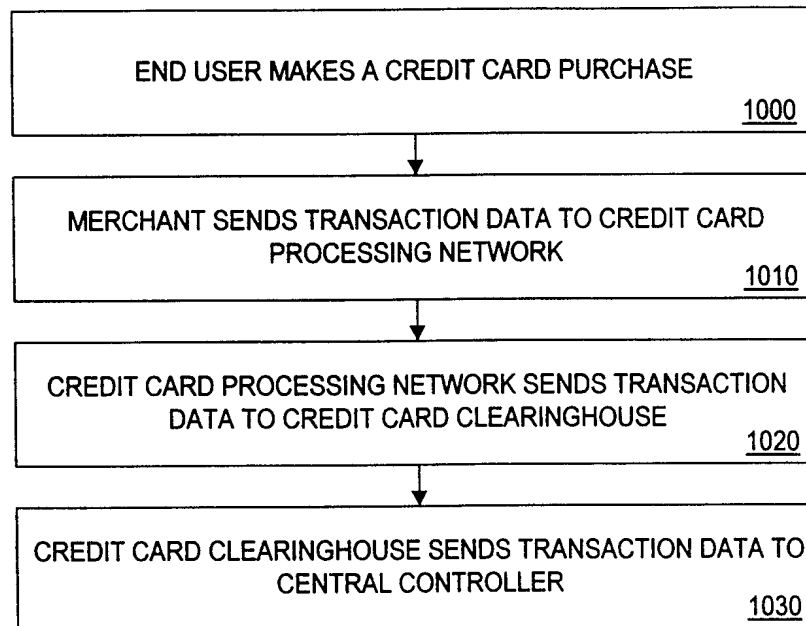 END USER MAKES A CREDIT CARD PURCHASE
1000
MERCHANT SENDS TRANSACTION DATA TO CREDIT CARD
PROCESSING NETWORK
1010
CREDIT CARD PROCESSING NETWORK SENDS TRANSACTION
DATA TO CREDIT CARD CLEARINGHOUSE
1020
CREDIT CARD CLEARINGHOUSE SENDS TRANSACTION DATA TO
CENTRAL CONTROLLER
1030